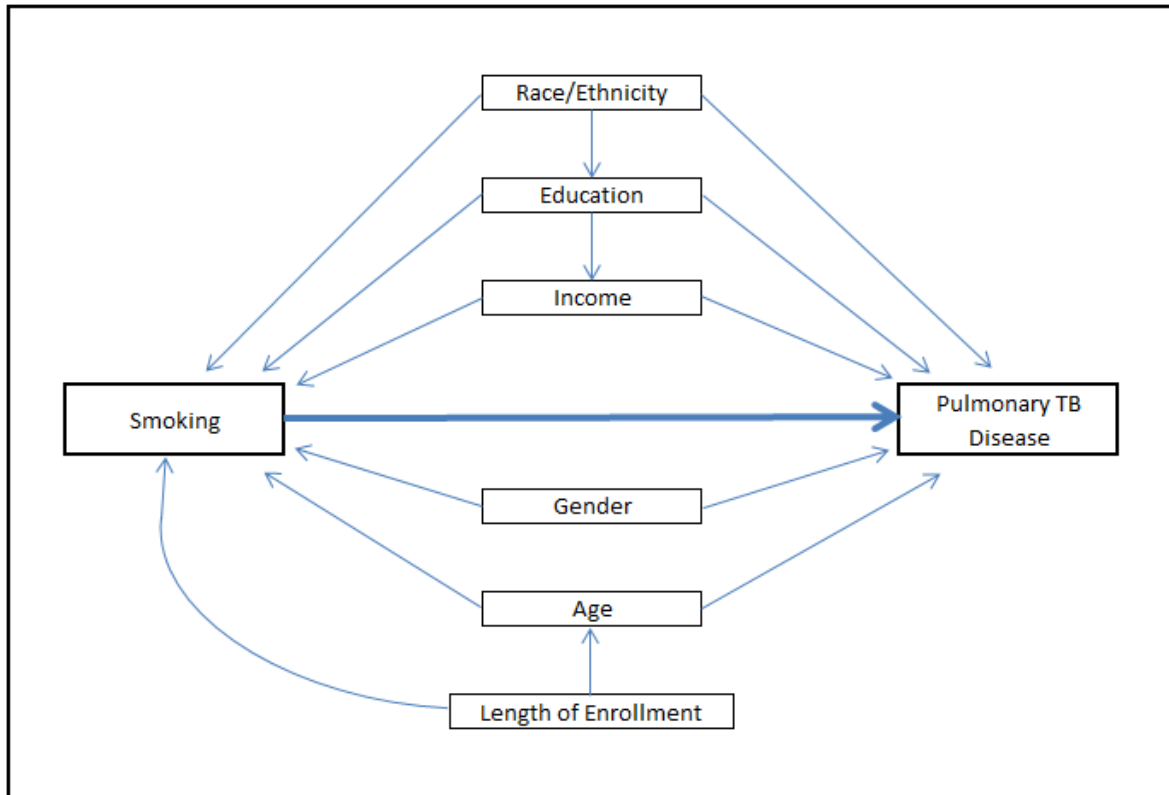 Race/Ethnicity
Education
Income
Smoking
Pulmonary TB
Disease
Gender
Age
Length of Enrollment